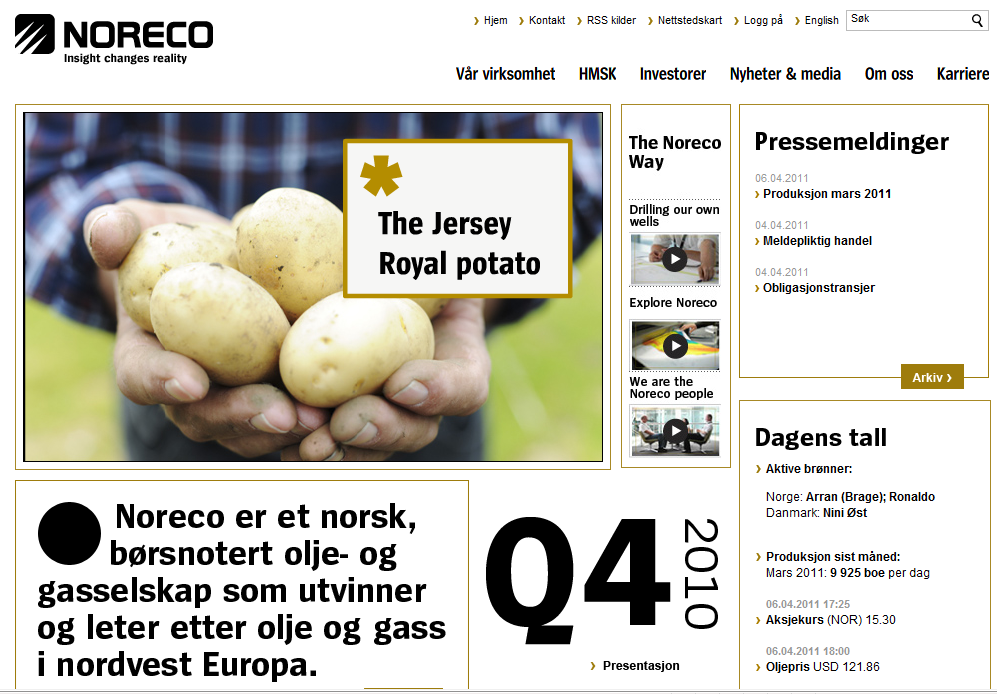 NORECO
Insight changes reality
Hjem
Kontakt
RSS kilder
Nettstedskart
Logg på
English
Søk
Vår virksomhet
HMSK
Investorer
Nyheter & media
Om oss
Karriere
*
The Jersey
Royal potato
The Noreco
Way
Drilling our own
wells
Explore Noreco
We are the
Noreco people
Pressemeldinger
06.04.2011
Produksjon mars 2011
04.04.2011
Meldepliktig handel
04.04.2011
Obligasjonstransjer
Arkiv
Noreco er et norsk,
børsnotert olje- og
gasselskap som utvinner
og leter etter olje og gass
i nordvest Europa.
Q4
2010
Presentasjon
Dagens tall
Aktive brønner:
Norge: Arran (Brage); Ronaldo
Danmark: Nini Øst
Produksjon sist måned:
Mars 2011: 9 925 boe per dag
06.04.2011 17:25
Aksjekurs (NOR) 15.30
06.04.2011 18:00
Oljepris USD 121.86